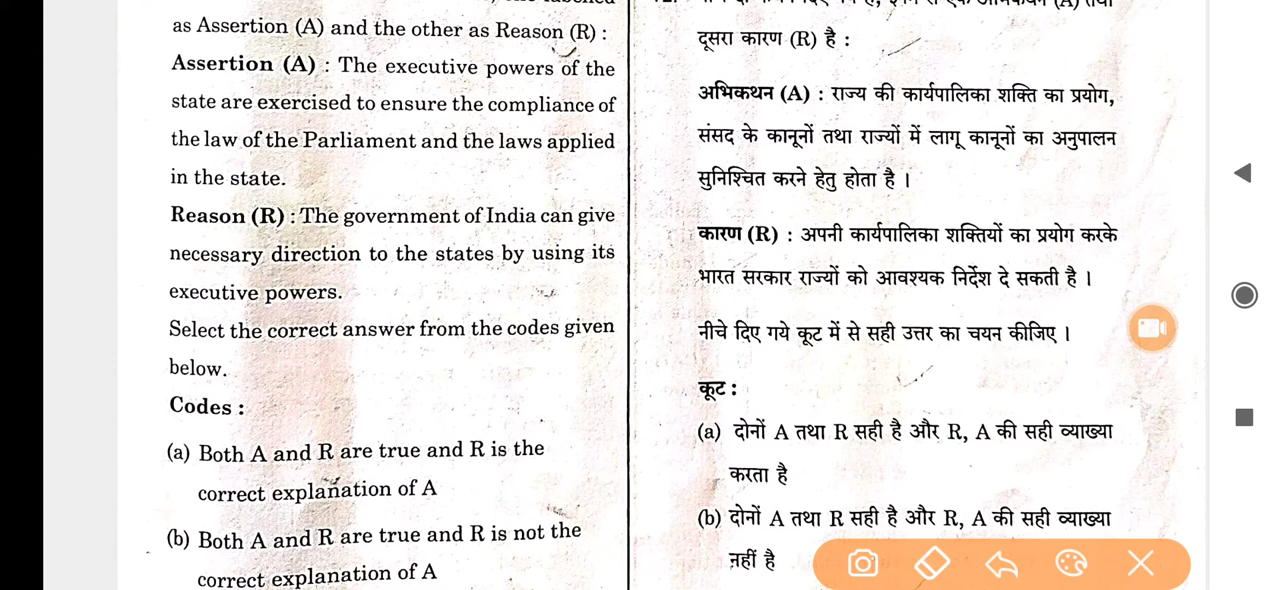 as Assertion (A) and the other as Reason (R) :
Assertion (A) : The executive powers of the
state are exercised to ensure the compliance of
the law of the Parliament and the laws applied
in the state.
Reason (R) : The government of India can give
necessary direction to the states by using its
executive powers.
Select the correct answer from the codes given
below.
Codes :
(a) Both A and R are true and R is the
correct explanation of A
(b) Both A and R are true and R is not the
correct explanation of A
दूसरा कारण (R) है :
अभिकथन (A) : राज्य की कार्यपालिका शक्ति का प्रयोग,
संसद के कानूनों तथा राज्यों में लागू कानूनों का अनुपालन
सुनिश्चित करने हेतु होता है ।
कारण (R) : अपनी कार्यपालिका शक्तियों का प्रयोग करके
भारत सरकार राज्यों को आवश्यक निर्देश दे सकती है ।
नीचे दिए गये कूट में से सही उत्तर का चयन कीजिए ।
कूट :
(a) दोनों A तथा R सही है और R, A की सही व्याख्या
करता है
(b) दोनों A तथा R सही है और R, A की सही व्याख्या
नहीं है